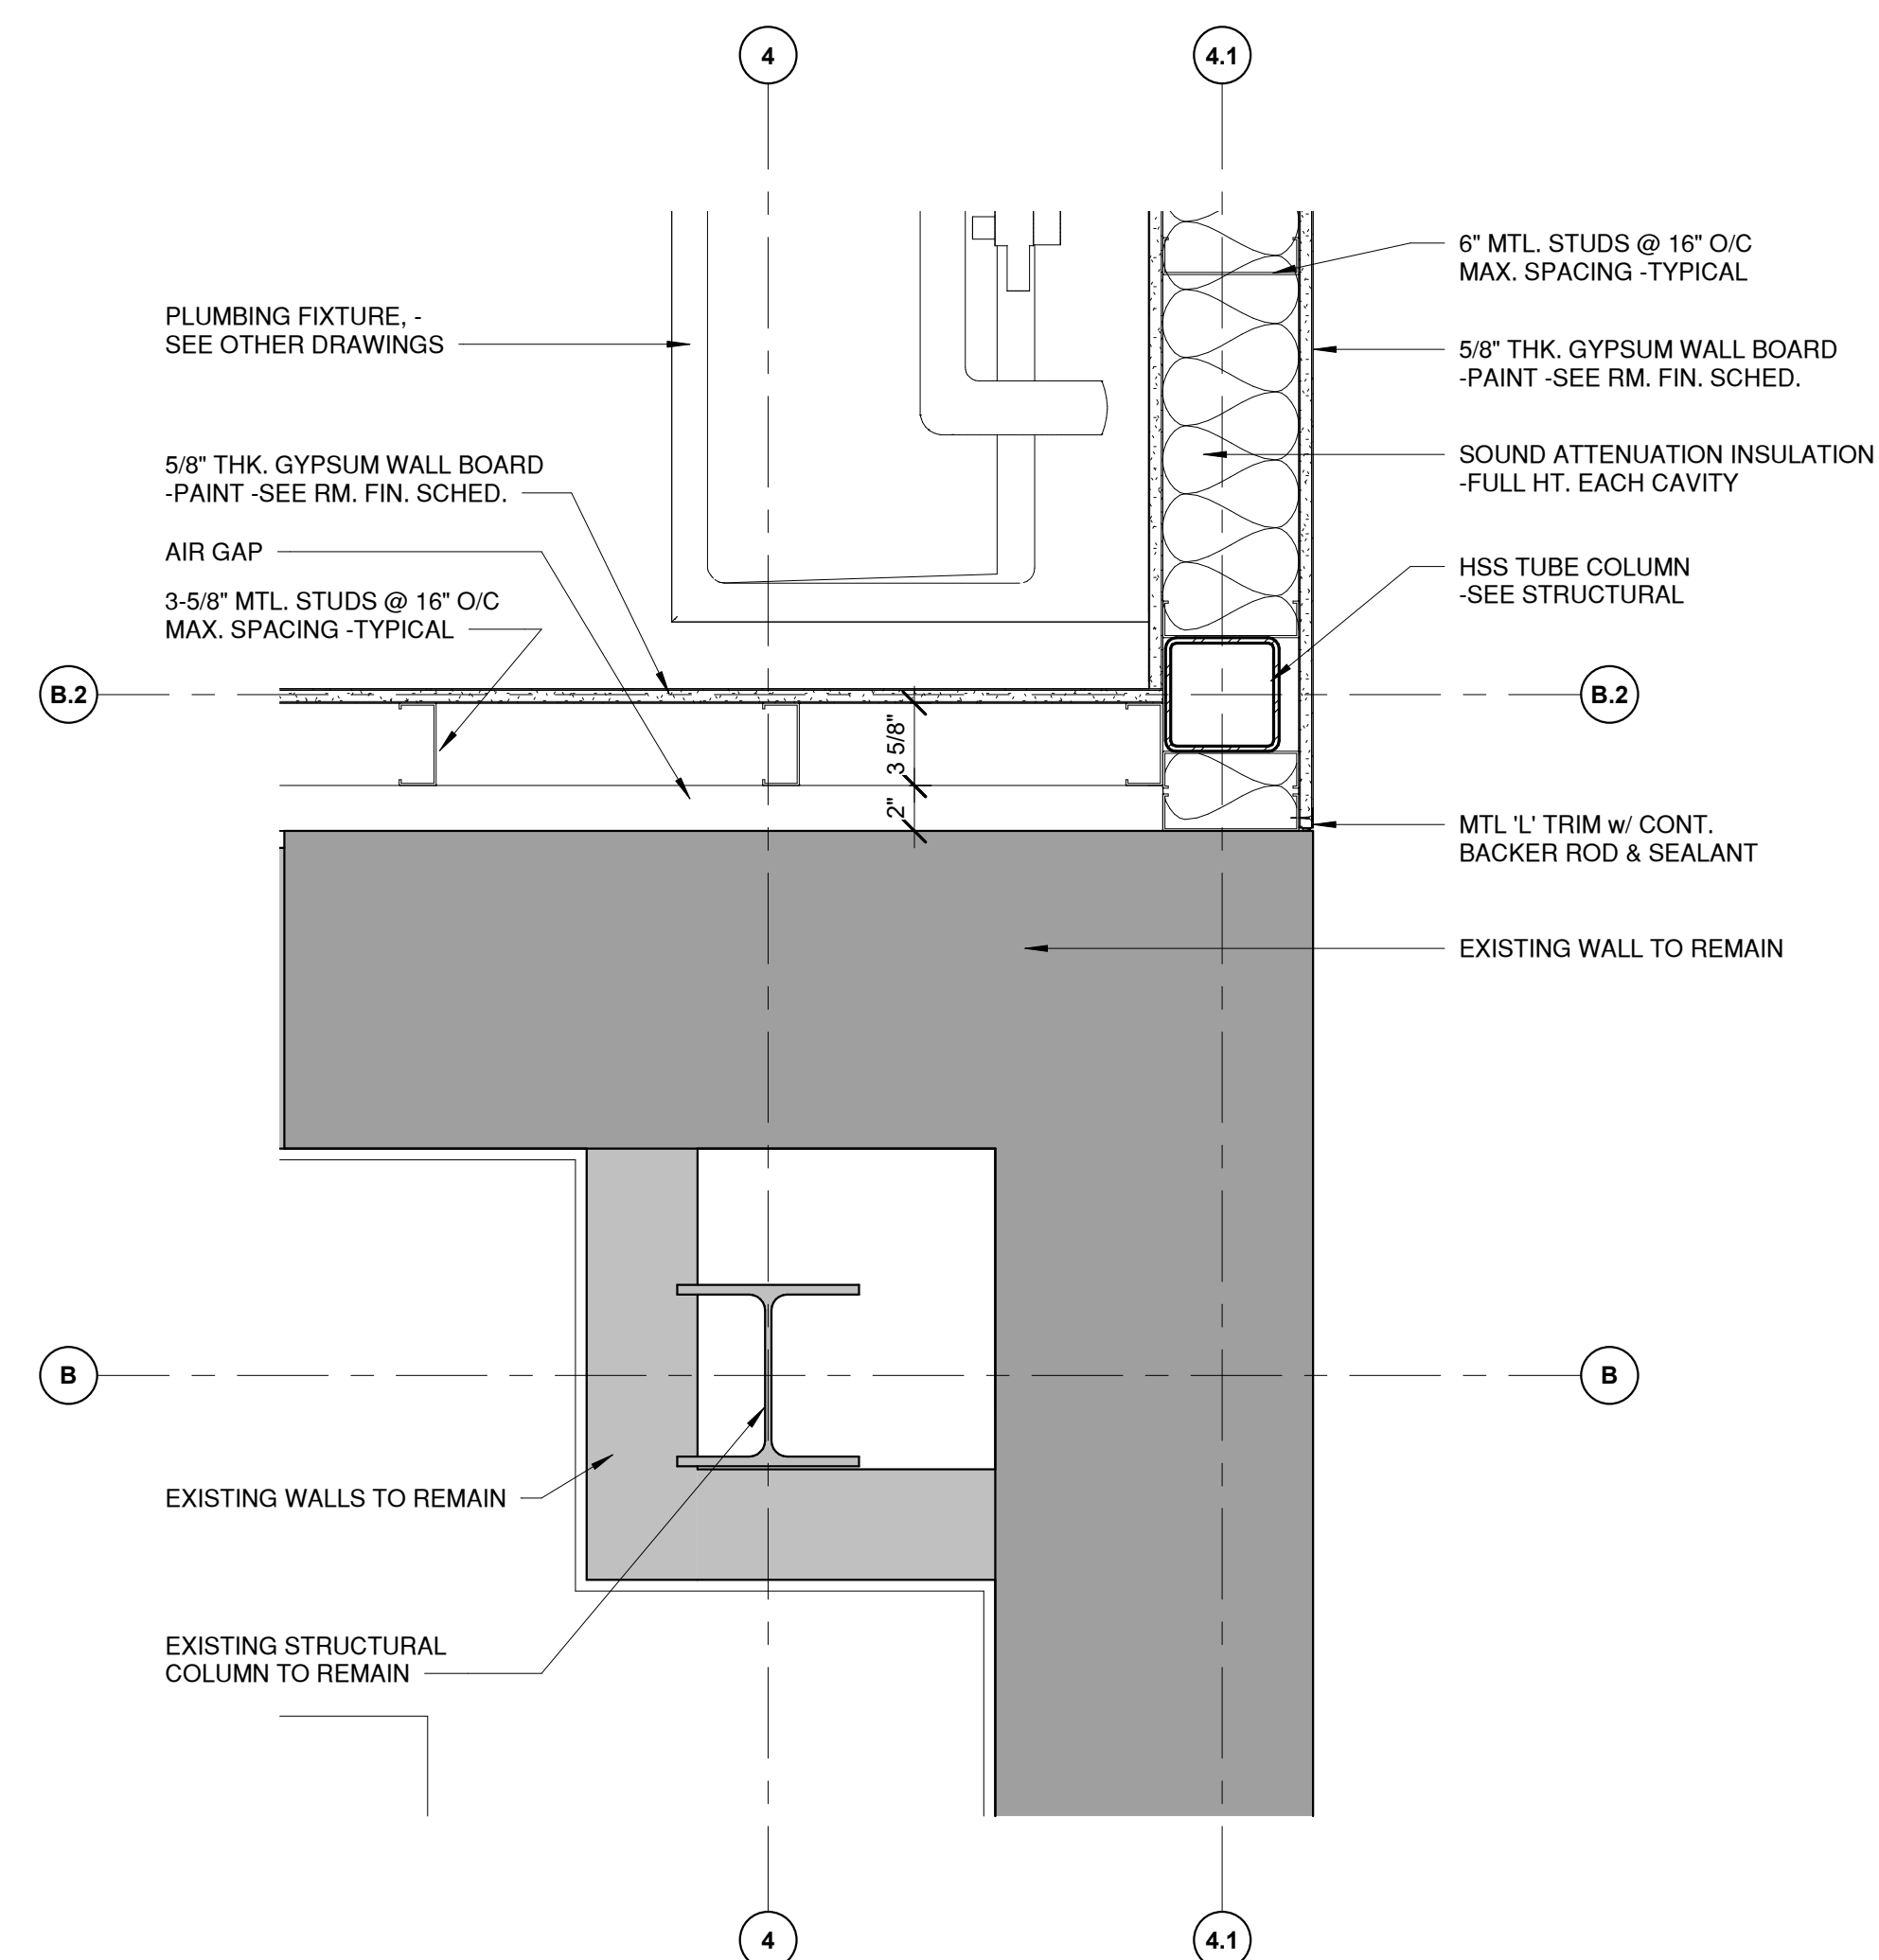 4
4.1
6" MTL. STUDS @ 16" O/C
MAX. SPACING -TYPICAL
PLUMBING FIXTURE, -
SEE OTHER DRAWINGS
5/8" THK. GYPSUM WALL BOARD
-PAINT -SEE RM. FIN. SCHED.
5/8" THK. GYPSUM WALL BOARD
-PAINT -SEE RM. FIN. SCHED.
SOUND ATTENUATION INSULATION
-FULL HT. EACH CAVITY
AIR GAP
3-5/8" MTL. STUDS @ 16" O/C
MAX. SPACING -TYPICAL
HSS TUBE COLUMN
-SEE STRUCTURAL
B.2
B.2
3 5/8"
2"
MTL 'L' TRIM w/ CONT.
BACKER ROD & SEALANT
EXISTING WALL TO REMAIN
B
B
EXISTING WALLS TO REMAIN
EXISTING STRUCTURAL
COLUMN TO REMAIN
4
4.1